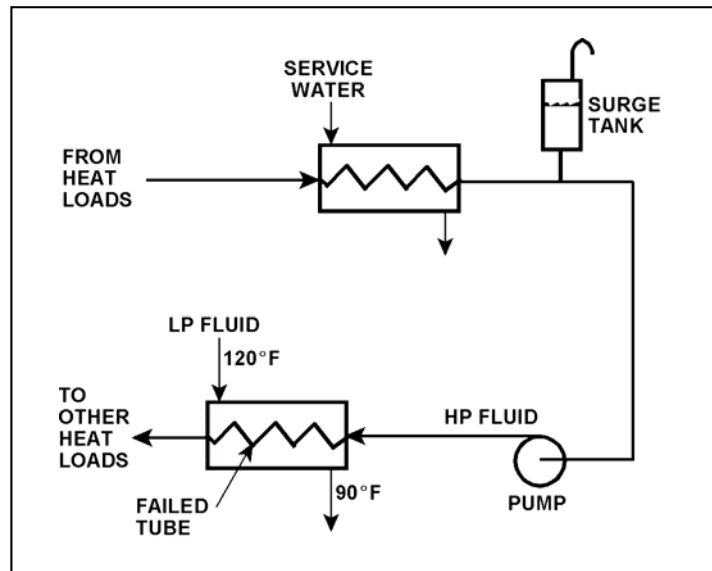 SERVICE
WATER
SURGE
TANK
FROM
HEAT
LOADS
LP FLUID
120°F
TO
OTHER
HEAT
LOADS
HP FLUID
90°F
FAILED
TUBE
PUMP